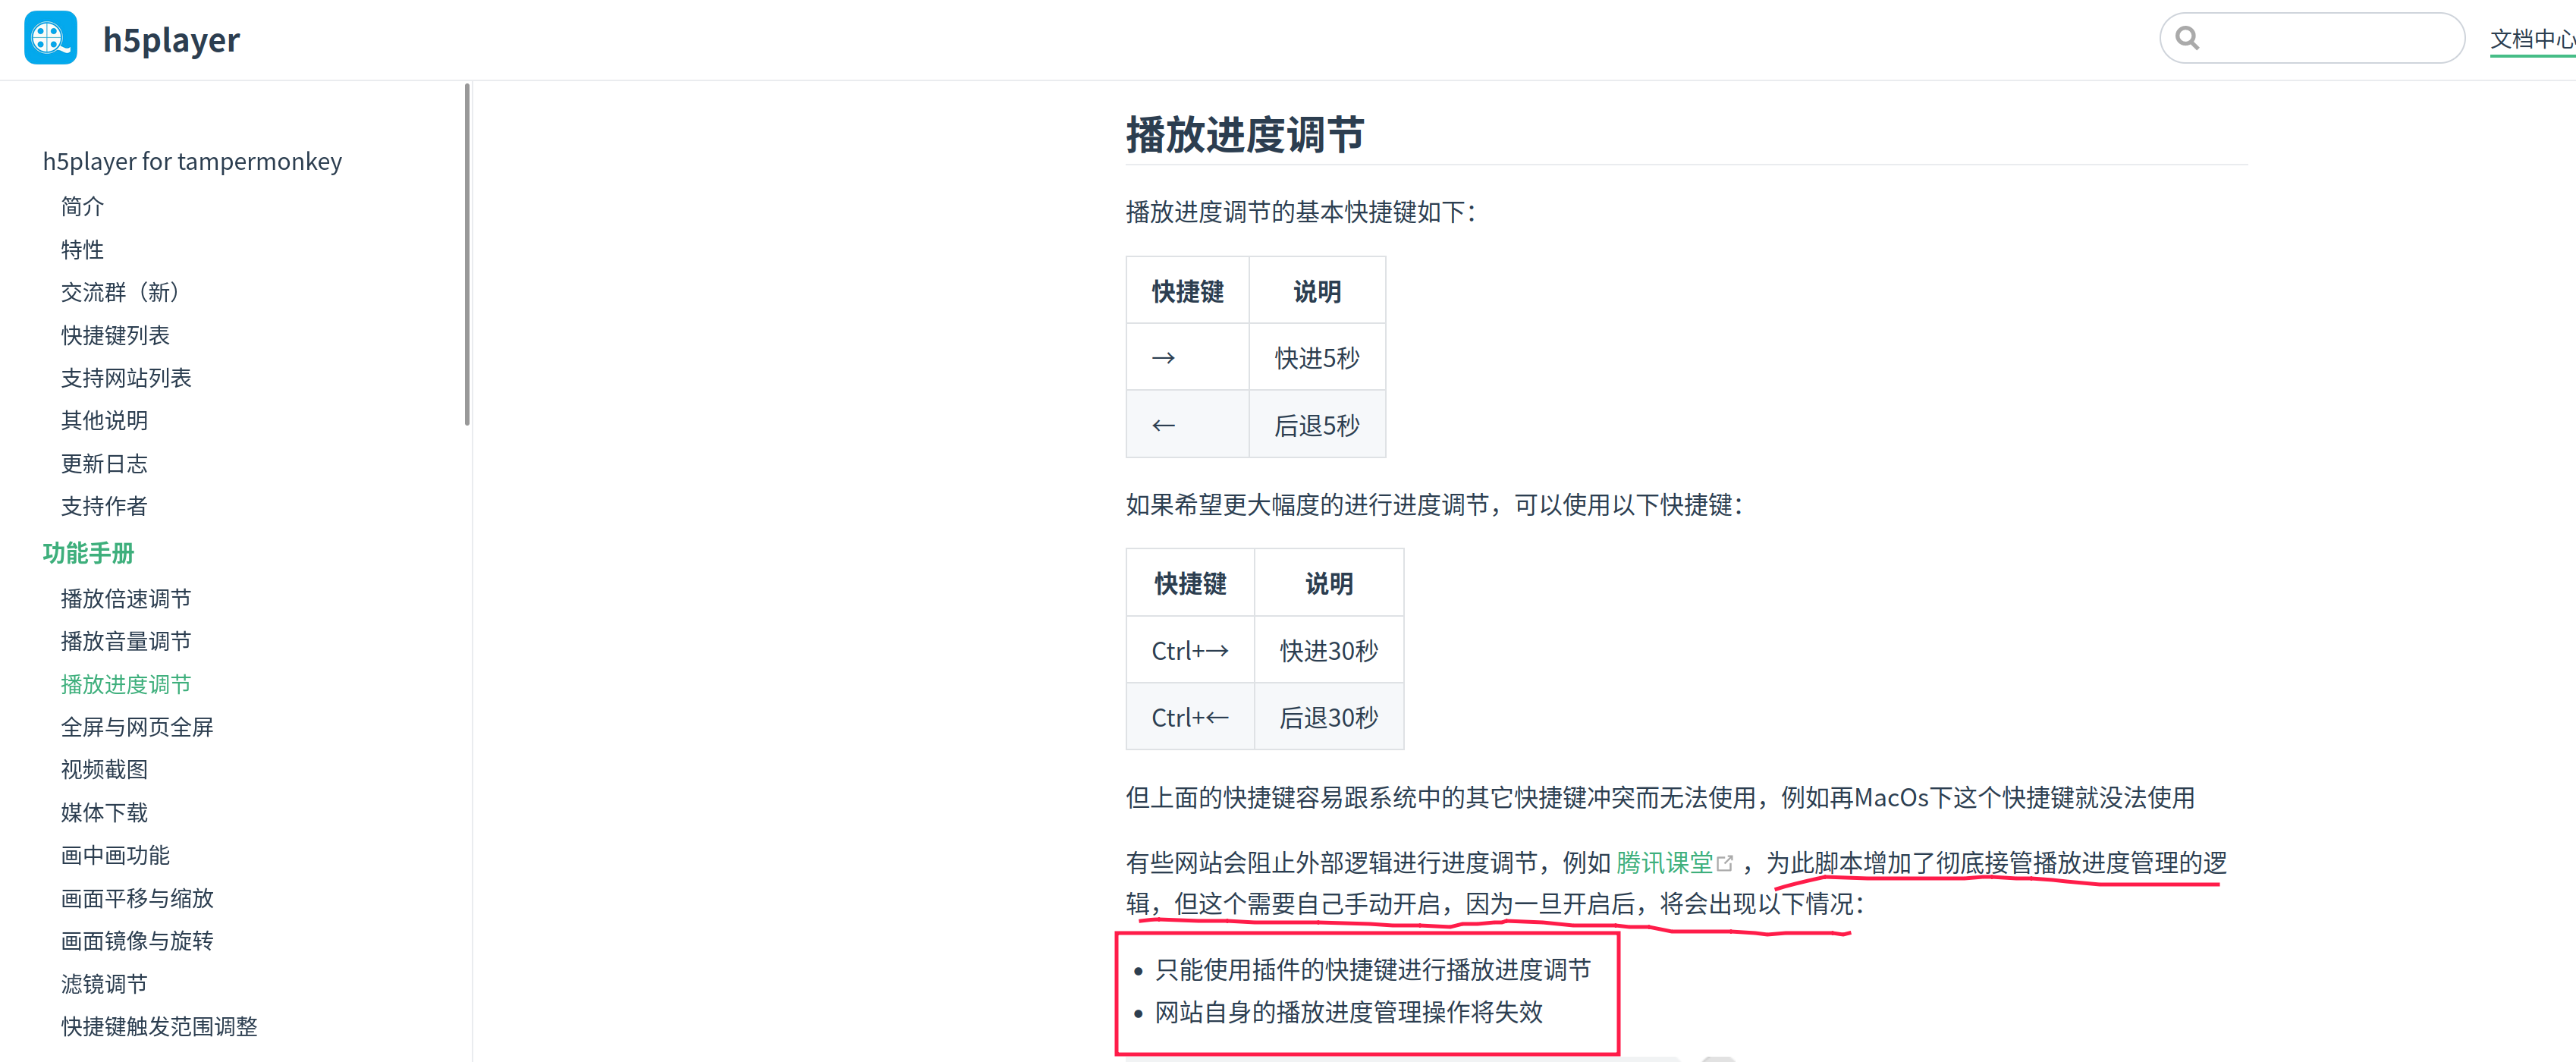 h5player
文档中心
h5player for tampermonkey
简介
特性
交流群（新）
快捷键列表
支持网站列表
其他说明
更新日志
支持作者
功能手册
播放倍速调节
播放音量调节
播放进度调节
全屏与网页全屏
视频截图
媒体下载
画中画功能
画面平移与缩放
画面镜像与旋转
滤镜调节
快捷键触发范围调整
播放进度调节
播放进度调节的基本快捷键如下：
快捷键 说明
→ 快进5秒
← 后退5秒
如果希望更大幅度的进行进度调节，可以使用以下快捷键：
快捷键 说明
Ctrl+→ 快进30秒
Ctrl+← 后退30秒
但上面的快捷键容易跟系统中的其它快捷键冲突而无法使用，例如再MacOs下这个快捷键就没法使用
有些网站会阻止外部逻辑进行进度调节，例如 腾讯课堂 ，为此脚本增加了彻底接管播放进度管理的逻
辑，但这个需要自己手动开启，因为一旦开启后，将会出现以下情况：
• 只能使用插件的快捷键进行播放进度调节
• 网站自身的播放进度管理操作将失效